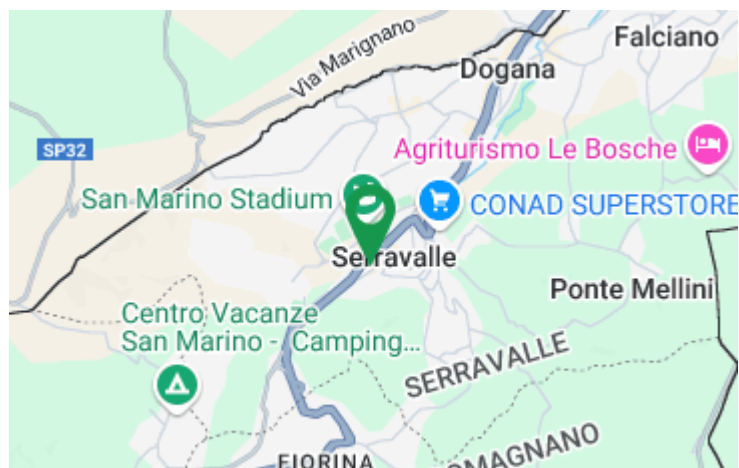 Falciano
Via Marignano
Dogana
SP32
Agriturismo Le Bosche
San Marino Stadium
CONAD SUPERSTORE
Serravalle
Ponte Mellini
Centro Vacanze
San Marino - Camping...
SERRAVALLE
FIORINA
OMAGNANO